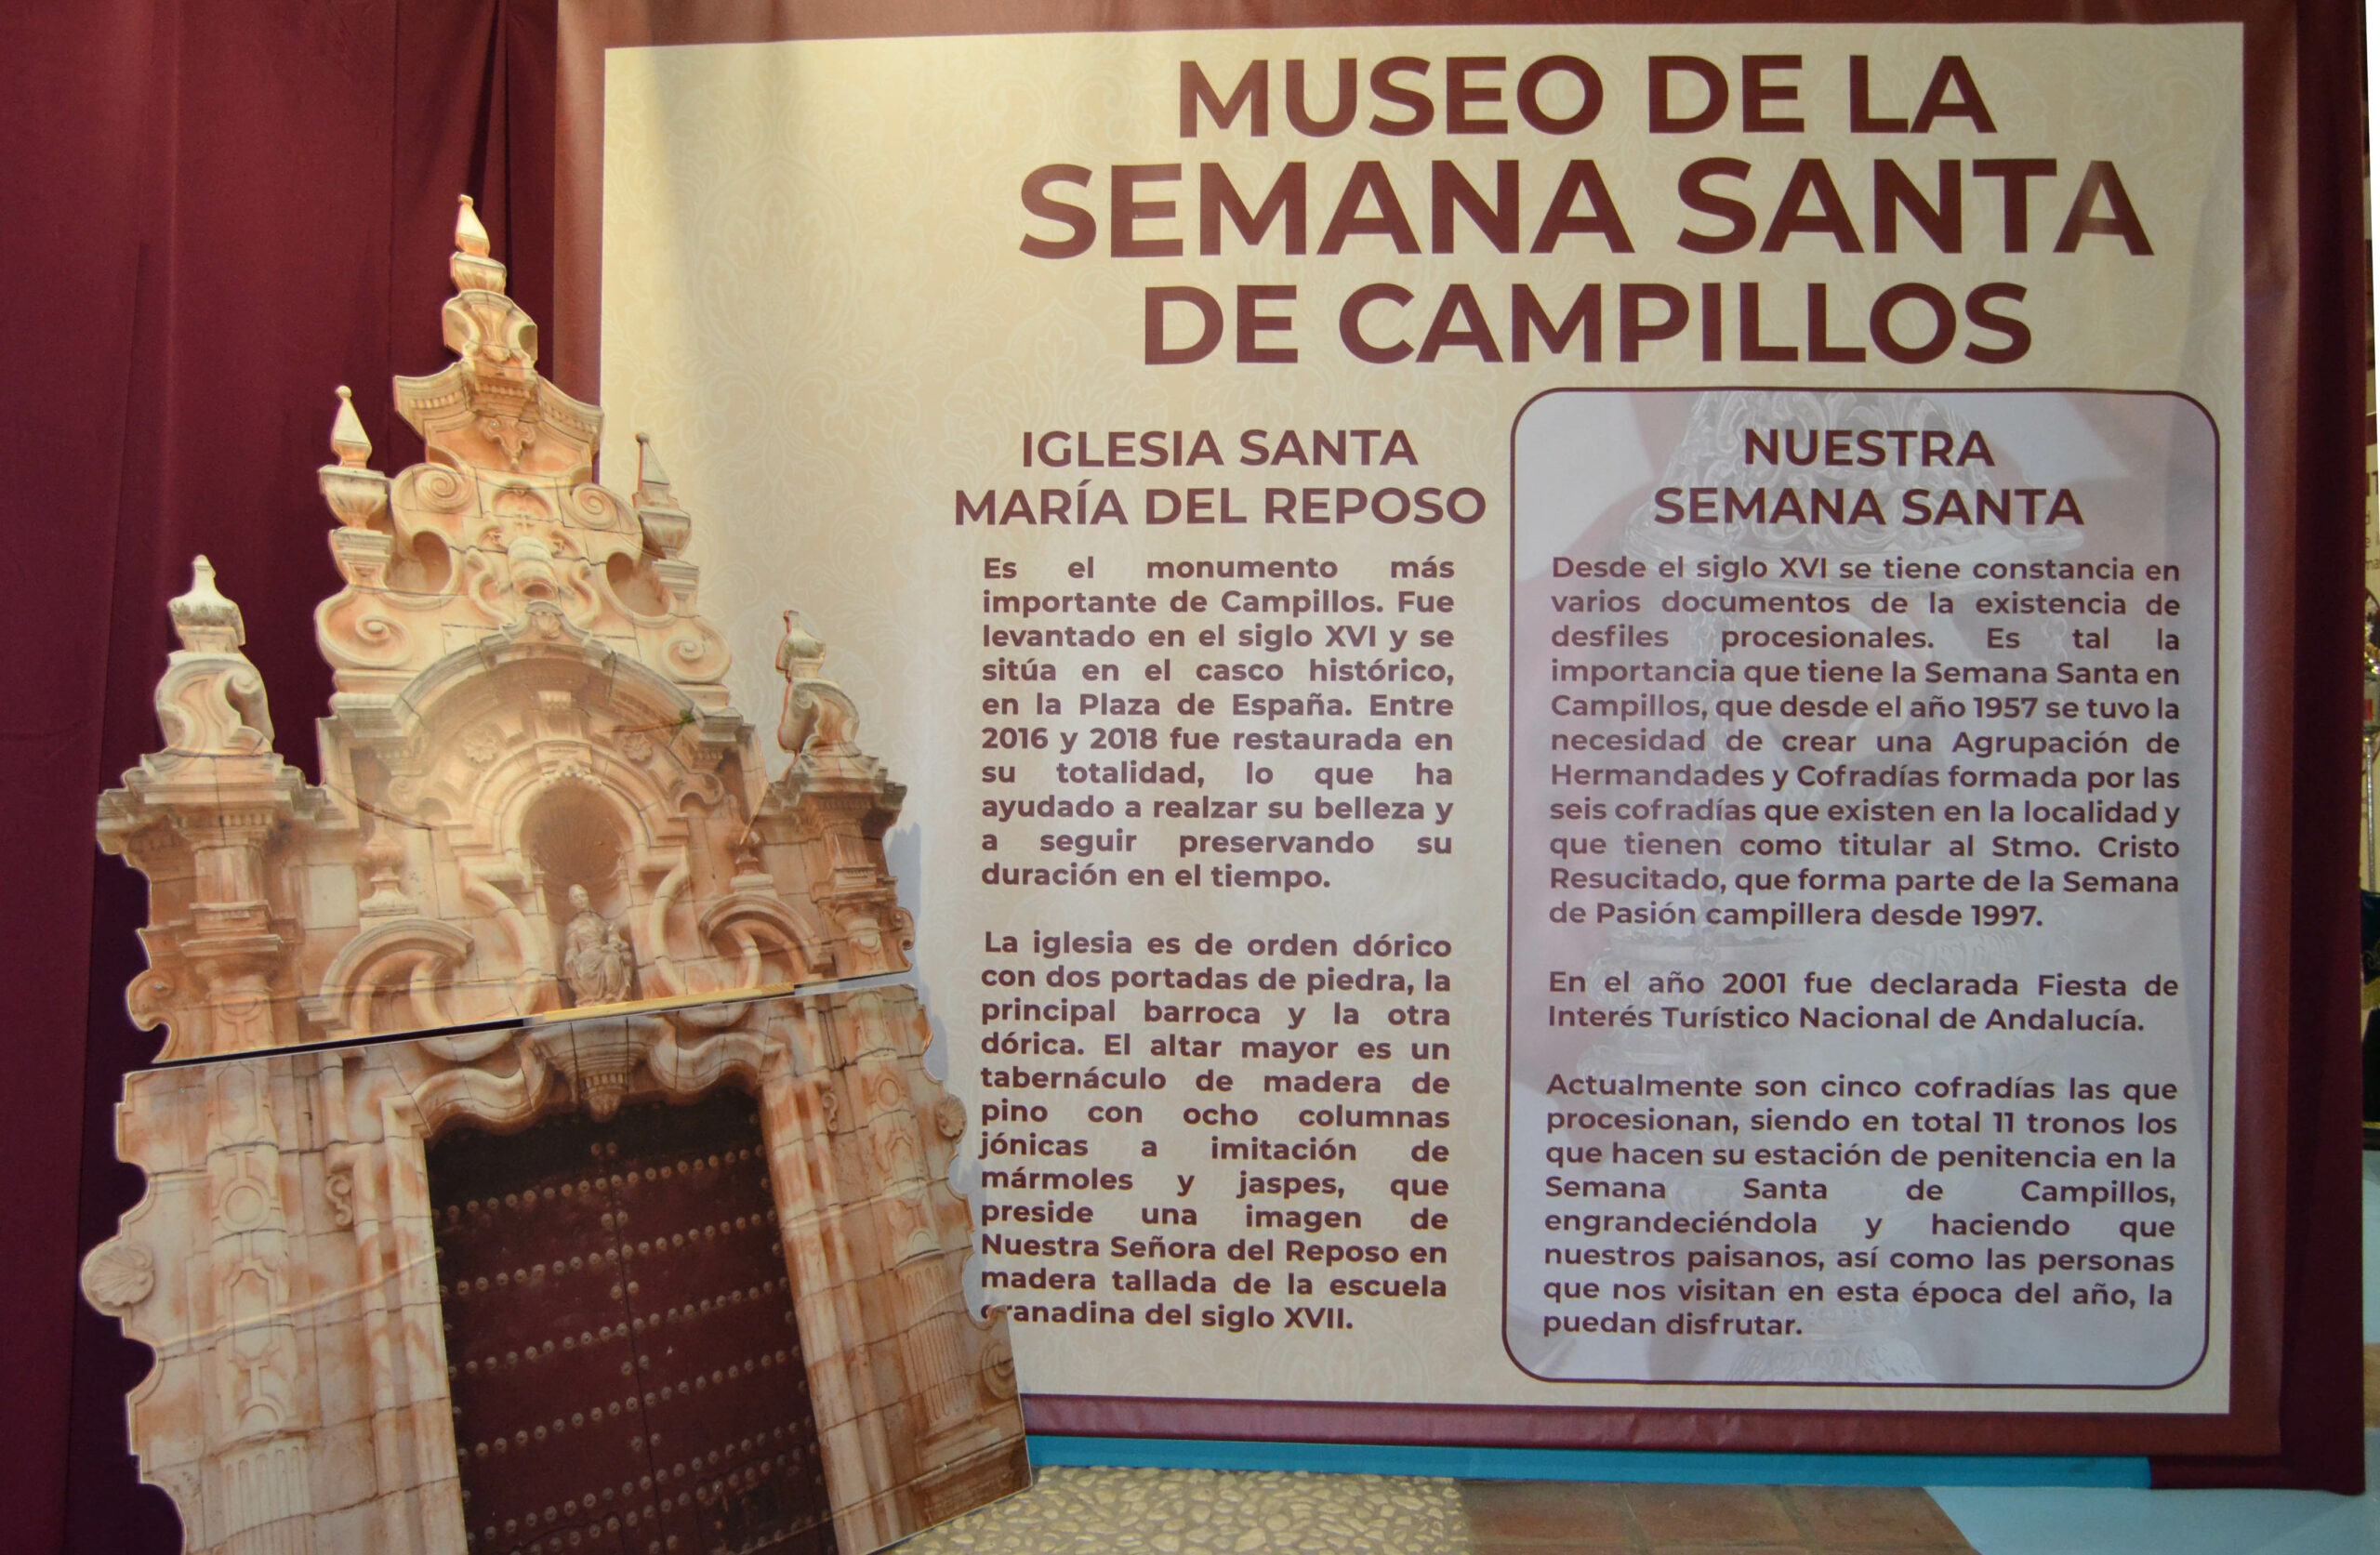 MUSEO DE LA
SEMANA SANTA
DE CAMPILLOS
IGLESIA SANTA
MARÍA DEL REPOSO
Es el monumento más
importante de Campillos. Fue
levantado en el siglo XVI y se
sitúa en el casco histórico,
en la Plaza de España. Entre
2016 y 2018 fue restaurada en
su totalidad, lo que ha
ayudado a realzar su belleza y
a seguir preservando su
duración en el tiempo.
La iglesia es de orden dórico
con dos portadas de piedra, la
principal barroca y la otra
dórica. El altar mayor es un
tabernáculo de madera de
pino con ocho columnas
jónicas a imitación de
mármoles y jaspes, que
preside una imagen de
Nuestra Señora del Reposo en
madera tallada de la escuela
granadina del siglo XVII.
NUESTRA
SEMANA SANTA
Desde el siglo XVI se tiene constancia en
varios documentos de la existencia de
desfiles procesionales. Es tal la
importancia que tiene la Semana Santa en
Campillos, que desde el año 1957 se tuvo la
necesidad de crear una Agrupación de
Hermandades y Cofradías formada por las
seis cofradías que existen en la localidad y
que tienen como titular al Stmo. Cristo
Resucitado, que forma parte de la Semana
de Pasión campillera desde 1997.
En el año 2001 fue declarada Fiesta de
Interés Turístico Nacional de Andalucía.
Actualmente son cinco cofradías las que
procesionan, siendo en total 11 tronos los
que hacen su estación de penitencia en la
Semana Santa de Campillos,
engrandeciéndola y haciendo que
nuestros paisanos, así como las personas
que nos visitan en esta época del año, la
puedan disfrutar.